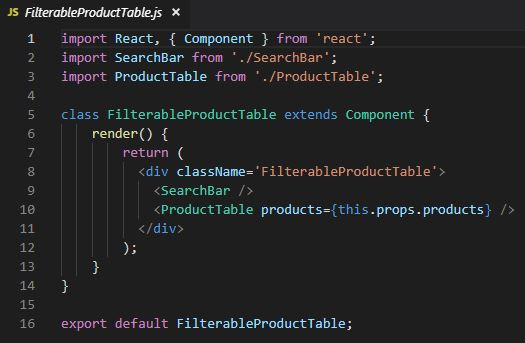 JS FilterableProductTable.js ×
1 import React, { Component } from 'react';
2 import SearchBar from './SearchBar';
3 import ProductTable from './ProductTable';
4
5 class FilterableProductTable extends Component {
6     render() {
7         return (
8           <div className='FilterableProductTable'>
9             <SearchBar />
10             <ProductTable products={this.props.products} />
11           </div>
12         );
13     }
14 }
15
16 export default FilterableProductTable;